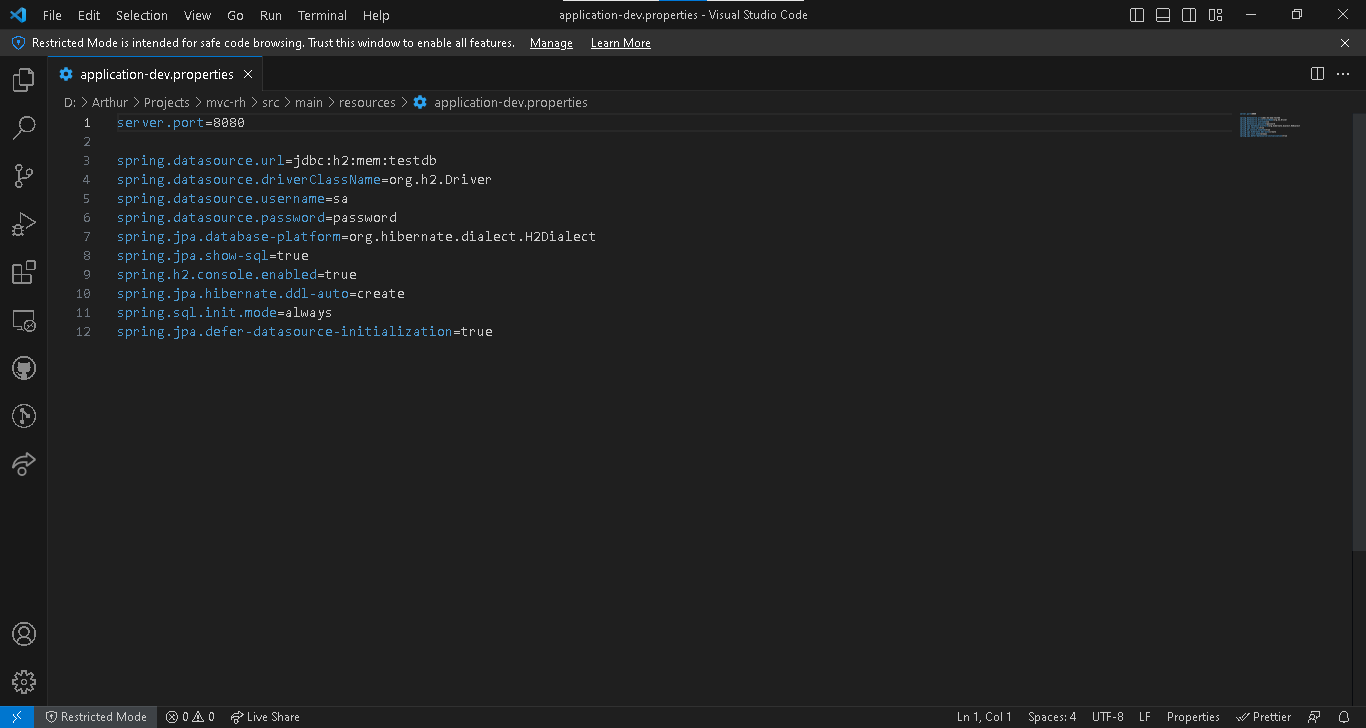 File Edit Selection View Go Run Terminal Help application-dev.properties - Visual Studio Code
Restricted Mode is intended for safe code browsing. Trust this window to enable all features. Manage Learn More
application-dev.properties
D: > Arthur > Projects > mvc-rh > src > main > resources > application-dev.properties
1 server.port=8080
2
3 spring.datasource.url=jdbc:h2:mem:testdb
4 spring.datasource.driverClassName=org.h2.Driver
5 spring.datasource.username=sa
6 spring.datasource.password=password
7 spring.jpa.database-platform=org.hibernate.dialect.H2Dialect
8 spring.jpa.show-sql=true
9 spring.h2.console.enabled=true
10 spring.jpa.hibernate.ddl-auto=create
11 spring.sql.init.mode=always
12 spring.jpa.defer-datasource-initialization=true
Restricted Mode 0 0 Live Share Ln 1, Col 1 Spaces: 4 UTF-8 LF Properties Prettier